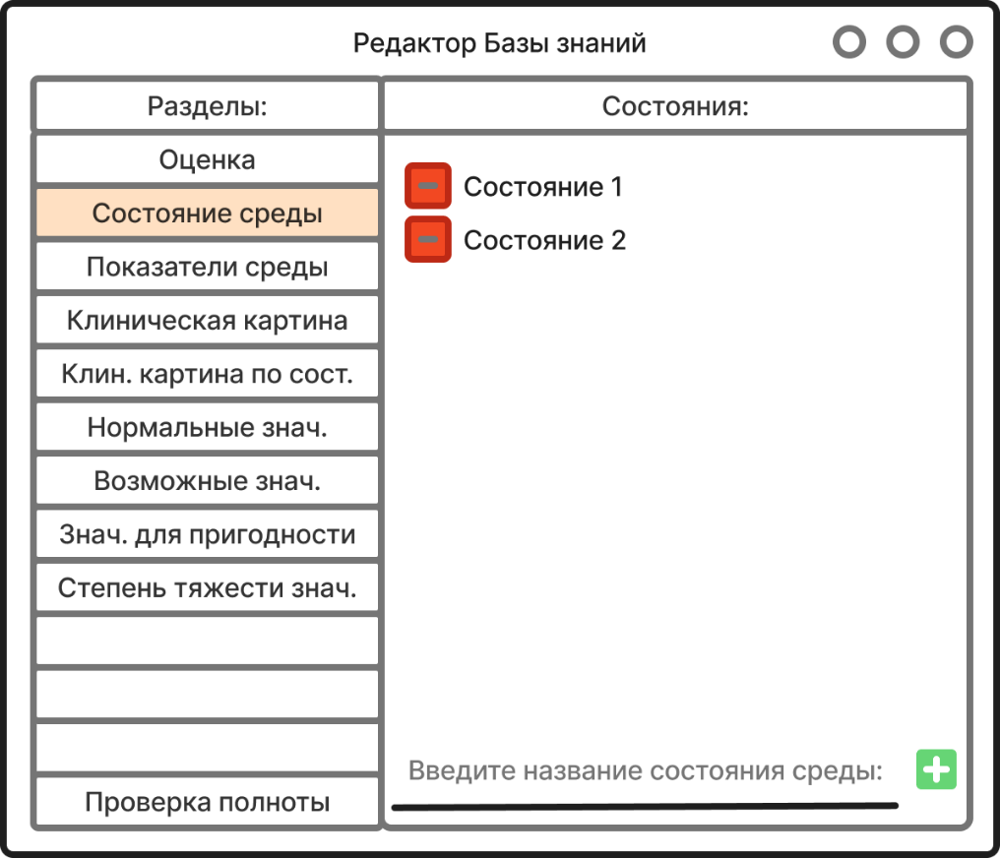 Редактор Базы знаний
Разделы:
Оценка
Состояние среды
Показатели среды
Клиническая картина
Клин. картина по сост.
Нормальные знач.
Возможные знач.
Знач. для пригодности
Степень тяжести знач.
Проверка полноты
Состояния:
Состояние 1
Состояние 2
Введите название состояния среды: